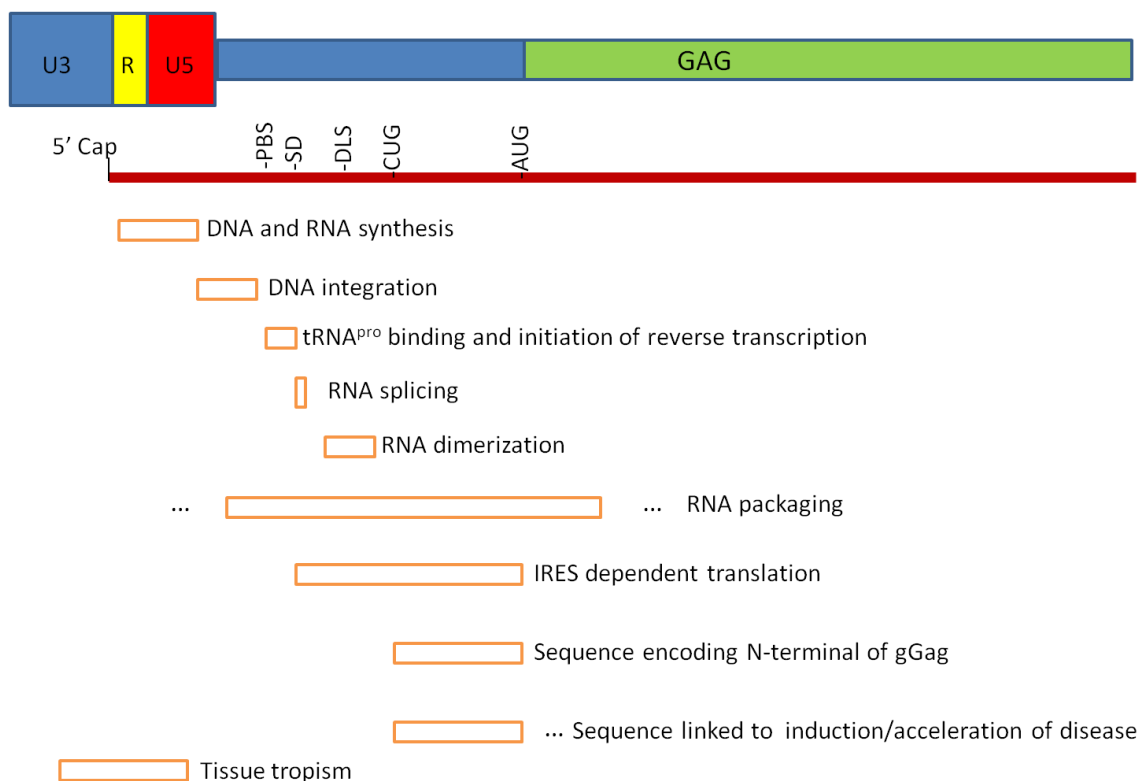 U3 R U5 GAG
5’ Cap -PBS -SD -DLS -CUG -AUG
DNA and RNA synthesis
DNA integration
tRNAᵖʳᵒ binding and initiation of reverse transcription
RNA splicing
RNA dimerization
... ... RNA packaging
IRES dependent translation
Sequence encoding N-terminal of gGag
... Sequence linked to induction/acceleration of disease
Tissue tropism